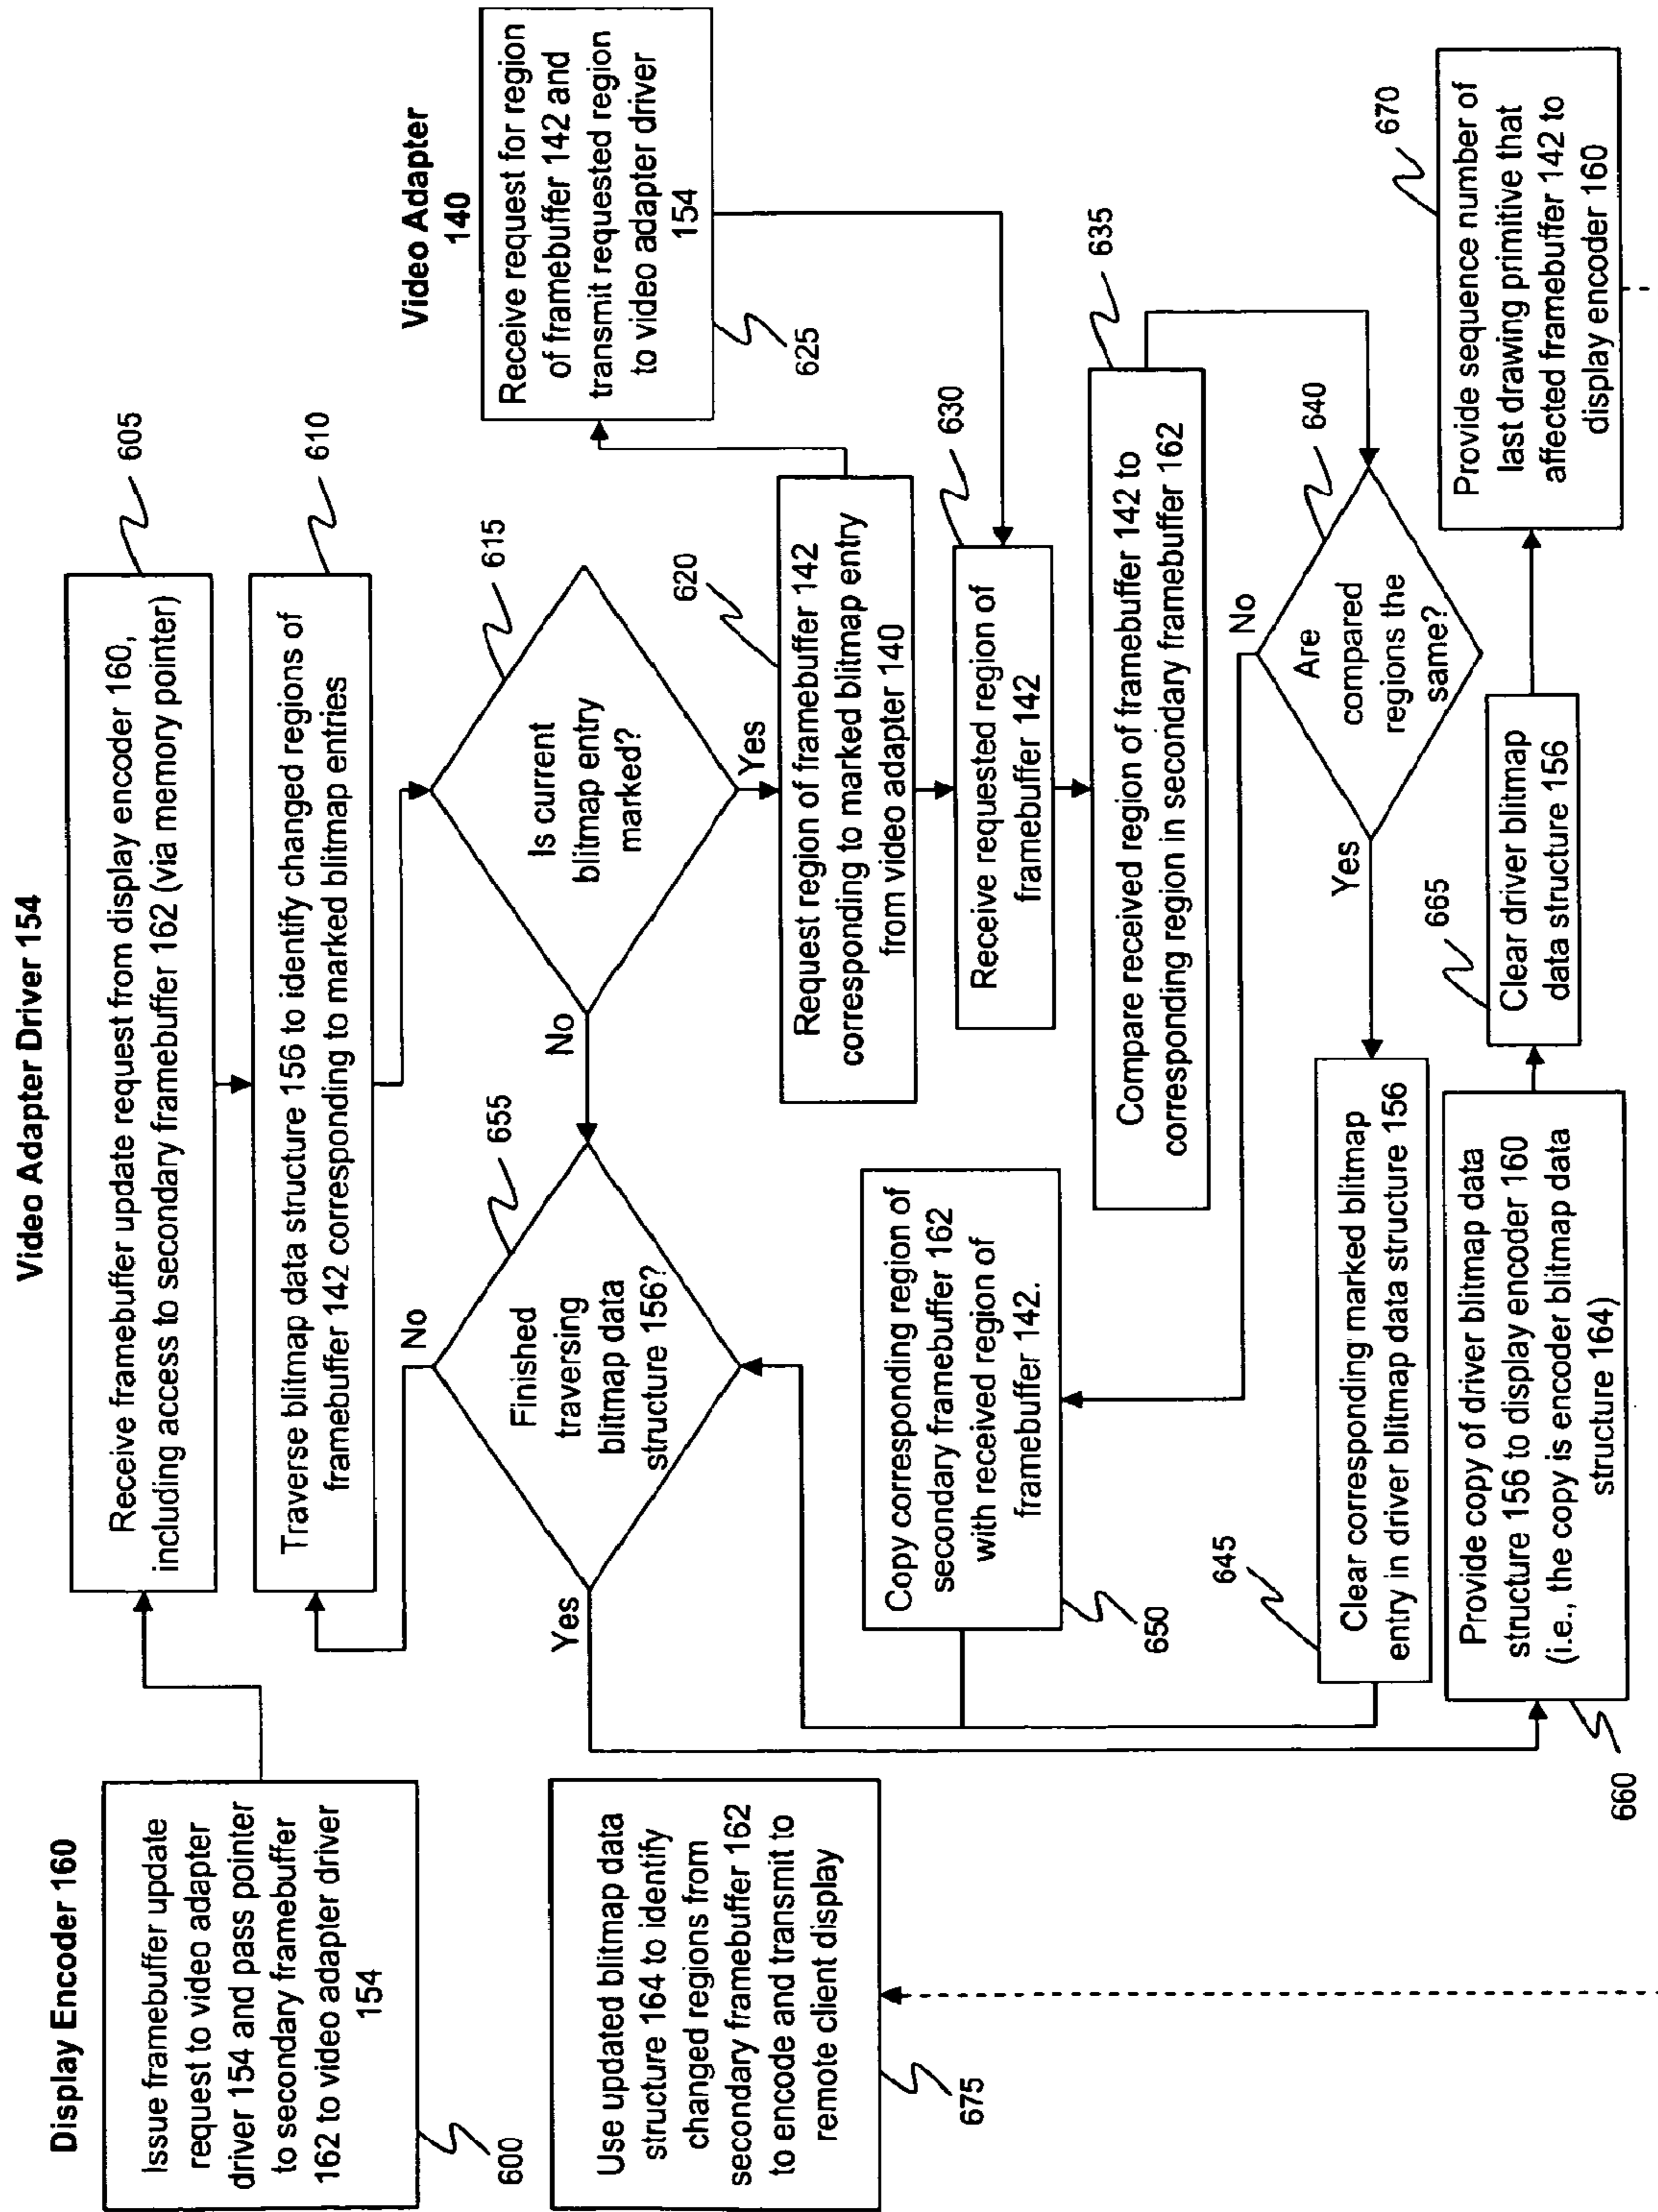 Display Encoder 160
Issue framebuffer update
request to video adapter
driver 154 and pass pointer
to secondary framebuffer
162 to video adapter driver
154
600
Use updated blitmap data
structure 164 to identify
changed regions from
secondary framebuffer 162
to encode and transmit to
remote client display
675
Video Adapter Driver 154
Receive framebuffer update request from display encoder 160,
including access to secondary framebuffer 162 (via memory pointer)
605
Traverse blitmap data structure 156 to identify changed regions of
framebuffer 142 corresponding to marked blitmap entries
610
Is current
blitmap entry
marked?
615
No
Yes
Finished
traversing
blitmap data
structure 156?
655
No
Yes
Request region of framebuffer 142
corresponding to marked blitmap entry
from video adapter 140
620
Video Adapter
140
Receive request for region
of framebuffer 142 and
transmit requested region
to video adapter driver
154
625
Receive requested region of
framebuffer 142
630
Compare received region of framebuffer 142 to
corresponding region in secondary framebuffer 162
635
Are
compared
regions the
same?
640
No
Yes
Copy corresponding region of
secondary framebuffer 162
with received region of
framebuffer 142.
650
Clear corresponding marked blitmap
entry in driver blitmap data structure 156
645
Provide copy of driver blitmap data
structure 156 to display encoder 160
(i.e., the copy is encoder blitmap data
structure 164)
660
Clear driver blitmap
data structure 156
665
Provide sequence number of
last drawing primitive that
affected framebuffer 142 to
display encoder 160
670